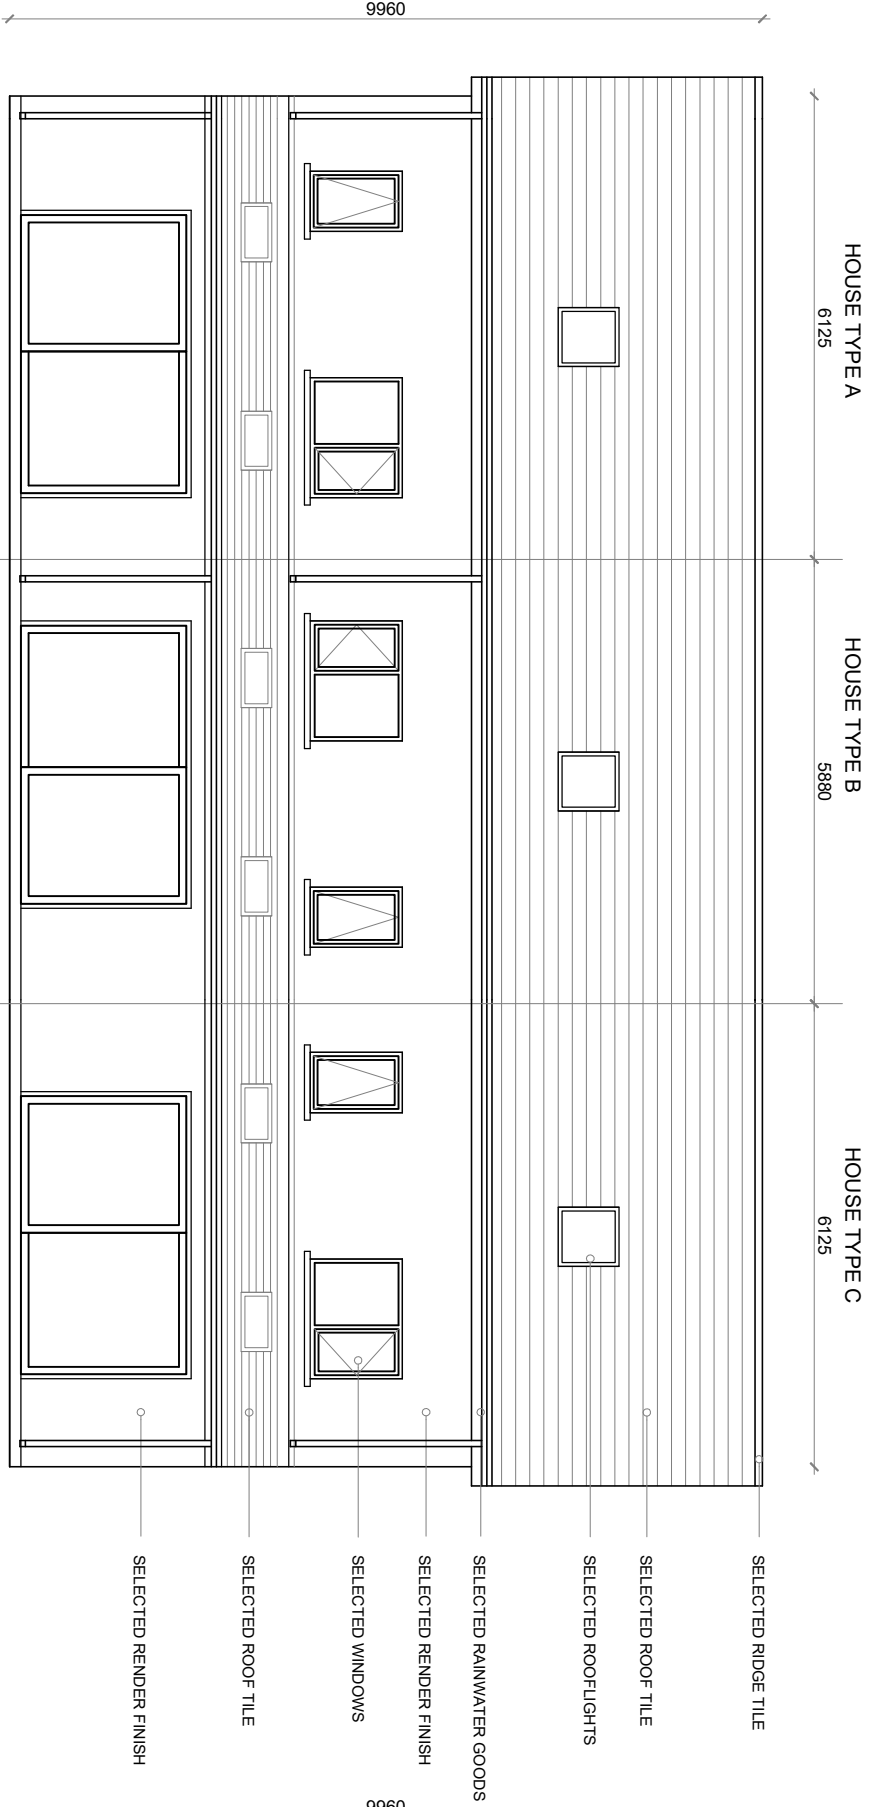 9960
HOUSE TYPE A
6125
HOUSE TYPE B
5880
HOUSE TYPE C
6125
SELECTED RIDGE TILE
SELECTED ROOF TILE
SELECTED ROOFLIGHTS
SELECTED RAINWATER GOODS
SELECTED RENDER FINISH
SELECTED WINDOWS
SELECTED ROOF TILE
SELECTED RENDER FINISH
9960